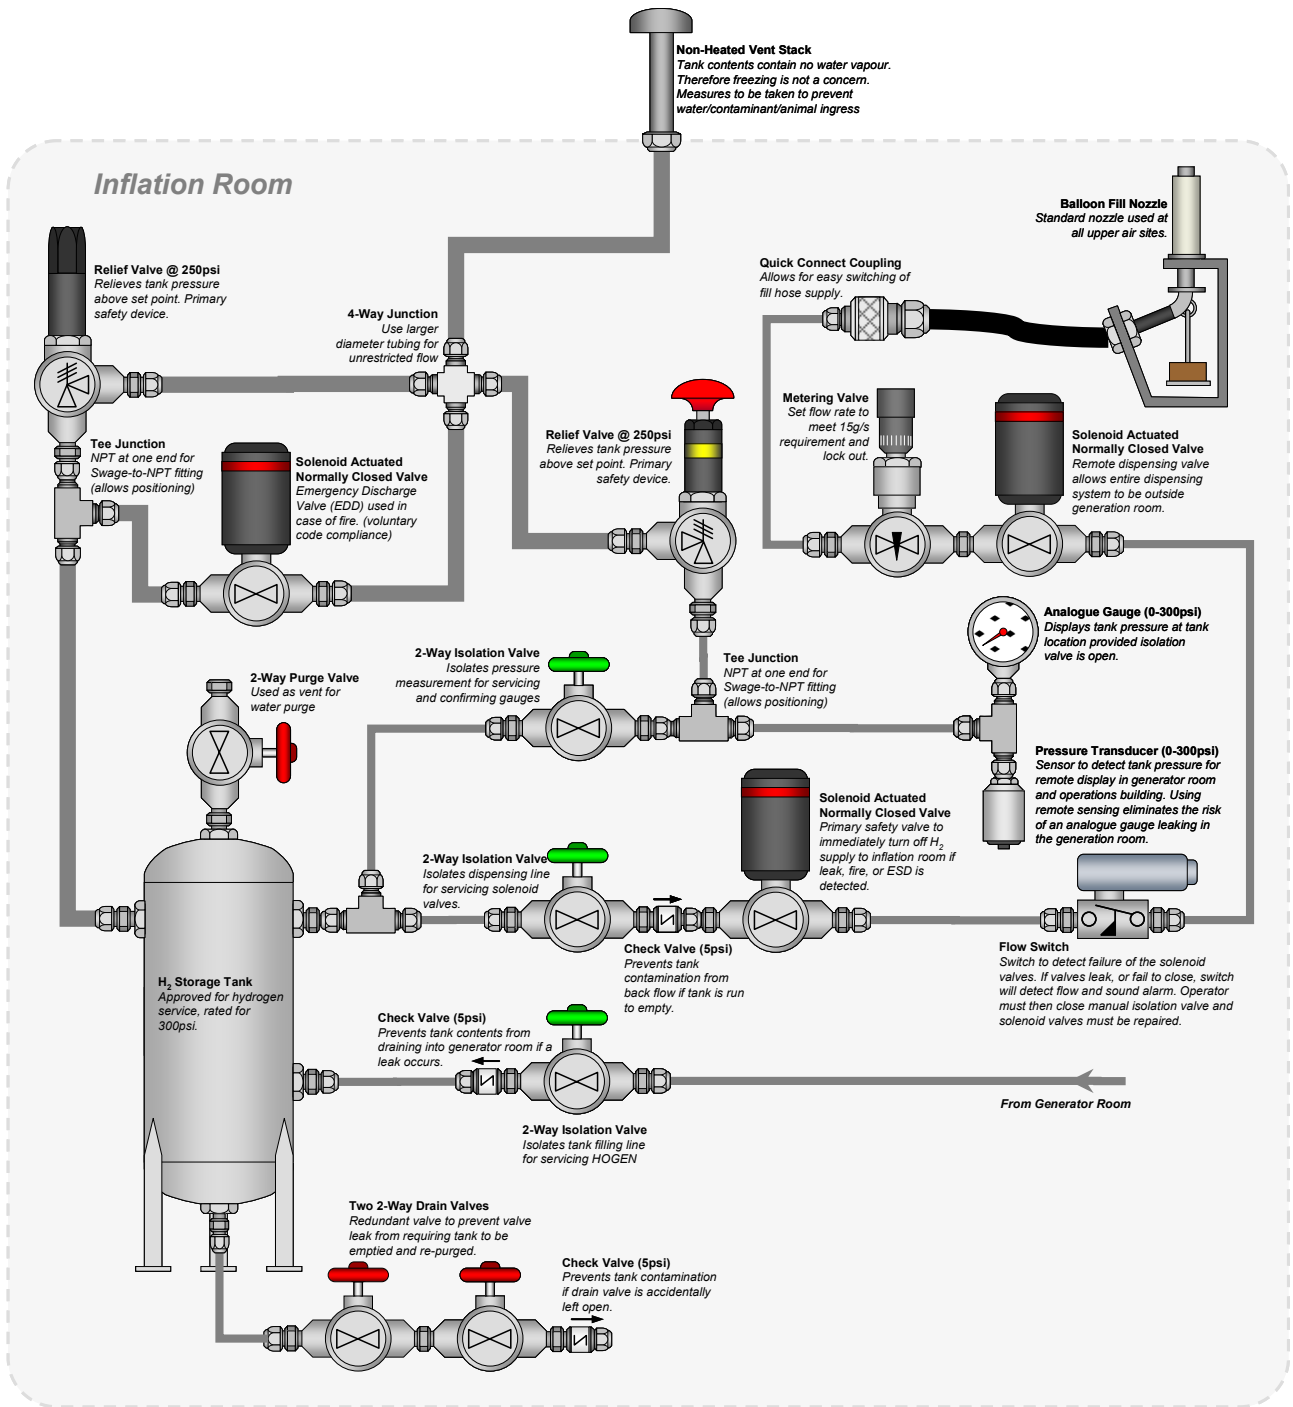 Non-Heated Vent Stack
Tank contents contain no water vapour.
Therefore freezing is not a concern.
Measures to be taken to prevent
water/contaminant/animal ingress
Inflation Room
Balloon Fill Nozzle
Standard nozzle used at
all upper air sites.
Relief Valve @ 250psi
Relieves tank pressure
above set point. Primary
safety device.
4-Way Junction
Use larger
diameter tubing for
unrestricted flow
Quick Connect Coupling
Allows for easy switching of
fill hose supply.
Metering Valve
Set flow rate to
meet 15g/s
requirement and
lock out.
Solenoid Actuated
Normally Closed Valve
Remote dispensing valve
allows entire dispensing
system to be outside
generation room.
Tee Junction
NPT at one end for
Swage-to-NPT fitting
(allows positioning)
Solenoid Actuated
Normally Closed Valve
Emergency Discharge
Valve (EDD) used in
case of fire. (voluntary
code compliance)
Relief Valve @ 250psi
Relieves tank pressure
above set point. Primary
safety device.
Analogue Gauge (0-300psi)
Displays tank pressure at tank
location provided isolation
valve is open.
2-Way Isolation Valve
Isolates pressure
measurement for servicing
and confirming gauges
Tee Junction
NPT at one end for
Swage-to-NPT fitting
(allows positioning)
2-Way Purge Valve
Used as vent for
water purge
Pressure Transducer (0-300psi)
Sensor to detect tank pressure for
remote display in generator room
and operations building. Using
remote sensing eliminates the risk
of an analogue gauge leaking in
the generation room.
Solenoid Actuated
Normally Closed Valve
Primary safety valve to
immediately turn off H2
supply to inflation room if
leak, fire, or ESD is
detected.
2-Way Isolation Valve
Isolates dispensing line
for servicing solenoid
valves.
Check Valve (5psi)
Prevents tank
contamination from
back flow if tank is run
to empty.
Flow Switch
Switch to detect failure of the solenoid
valves. If valves leak, or fail to close, switch
will detect flow and sound alarm. Operator
must then close manual isolation valve and
solenoid valves must be repaired.
H2 Storage Tank
Approved for hydrogen
service, rated for
300psi.
Check Valve (5psi)
Prevents tank contents from
draining into generator room if a
leak occurs.
From Generator Room
2-Way Isolation Valve
Isolates tank filling line
for servicing HOGEN
Two 2-Way Drain Valves
Redundant valve to prevent valve
leak from requiring tank to be
emptied and re-purged.
Check Valve (5psi)
Prevents tank contamination
if drain valve is accidentally
left open.